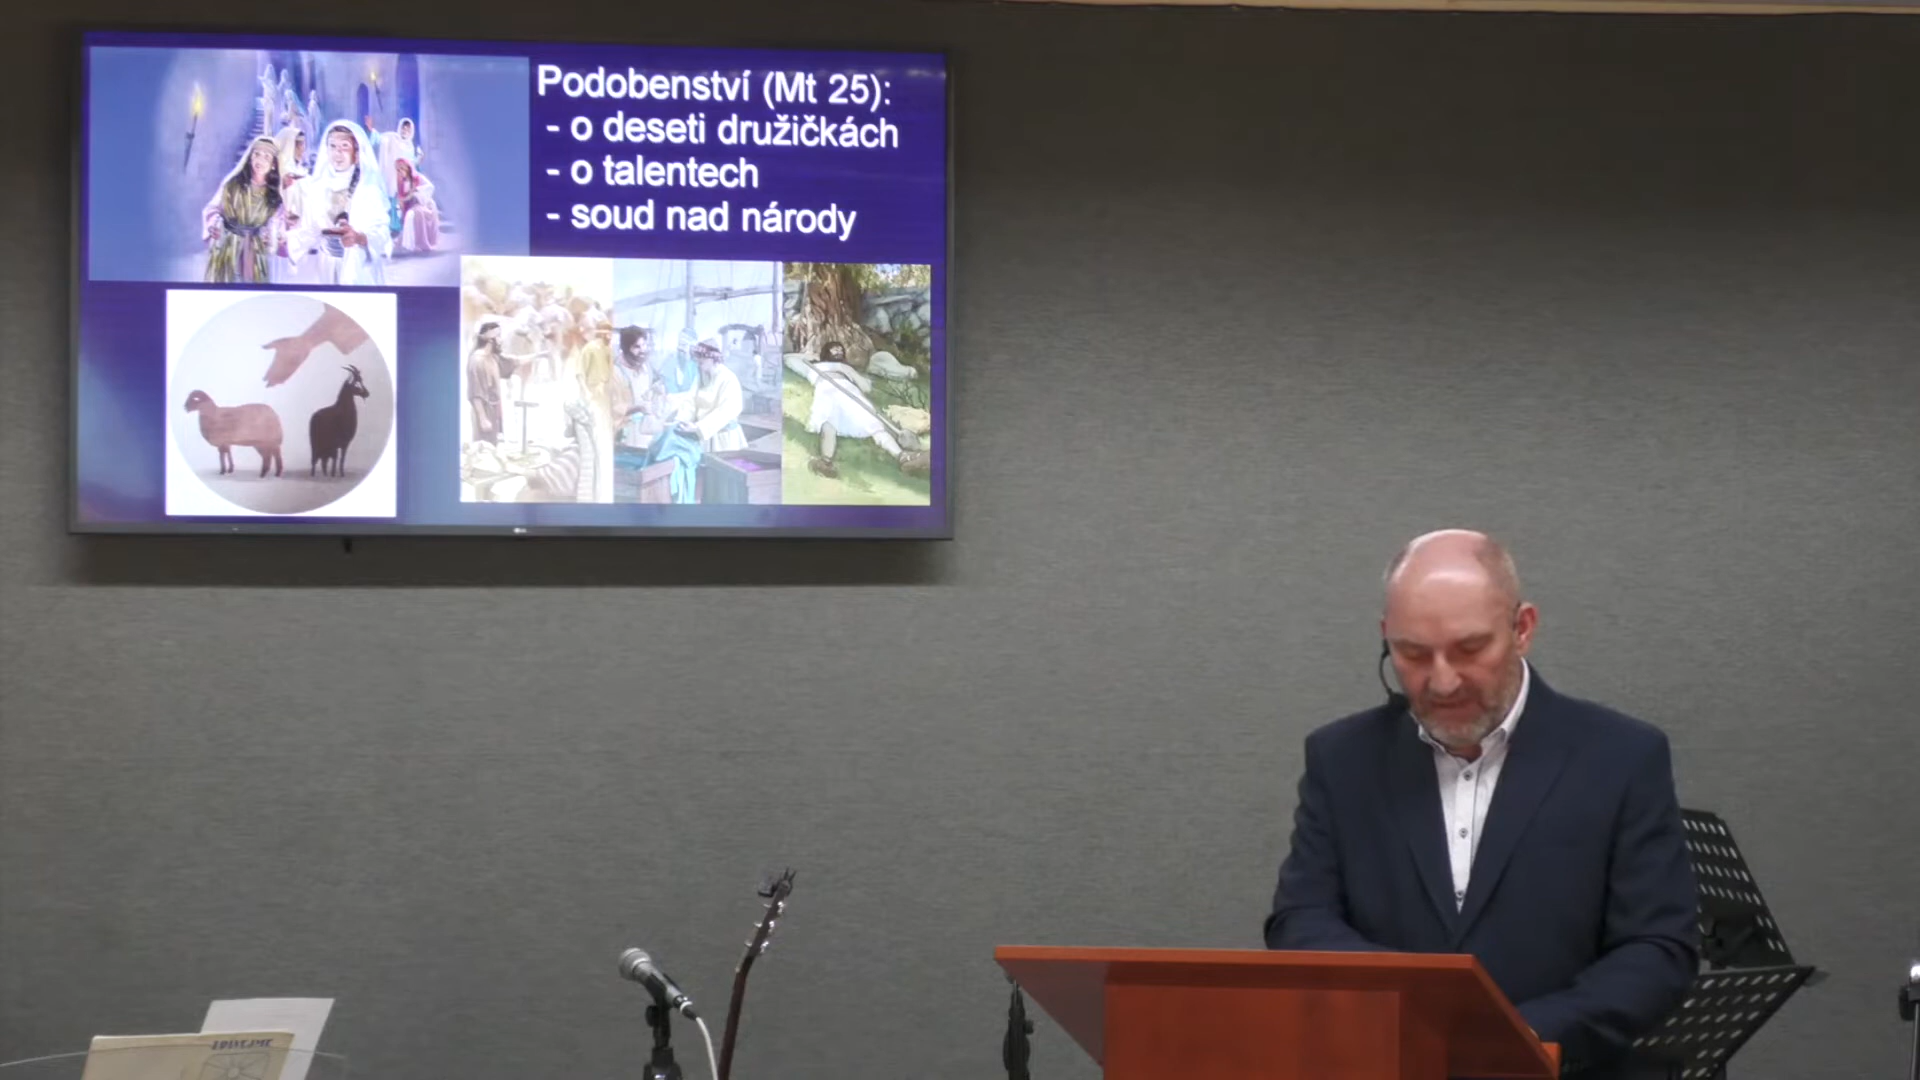 Podobenství (Mt 25):
- o deseti družičkách
- o talentech
- soud nad národy